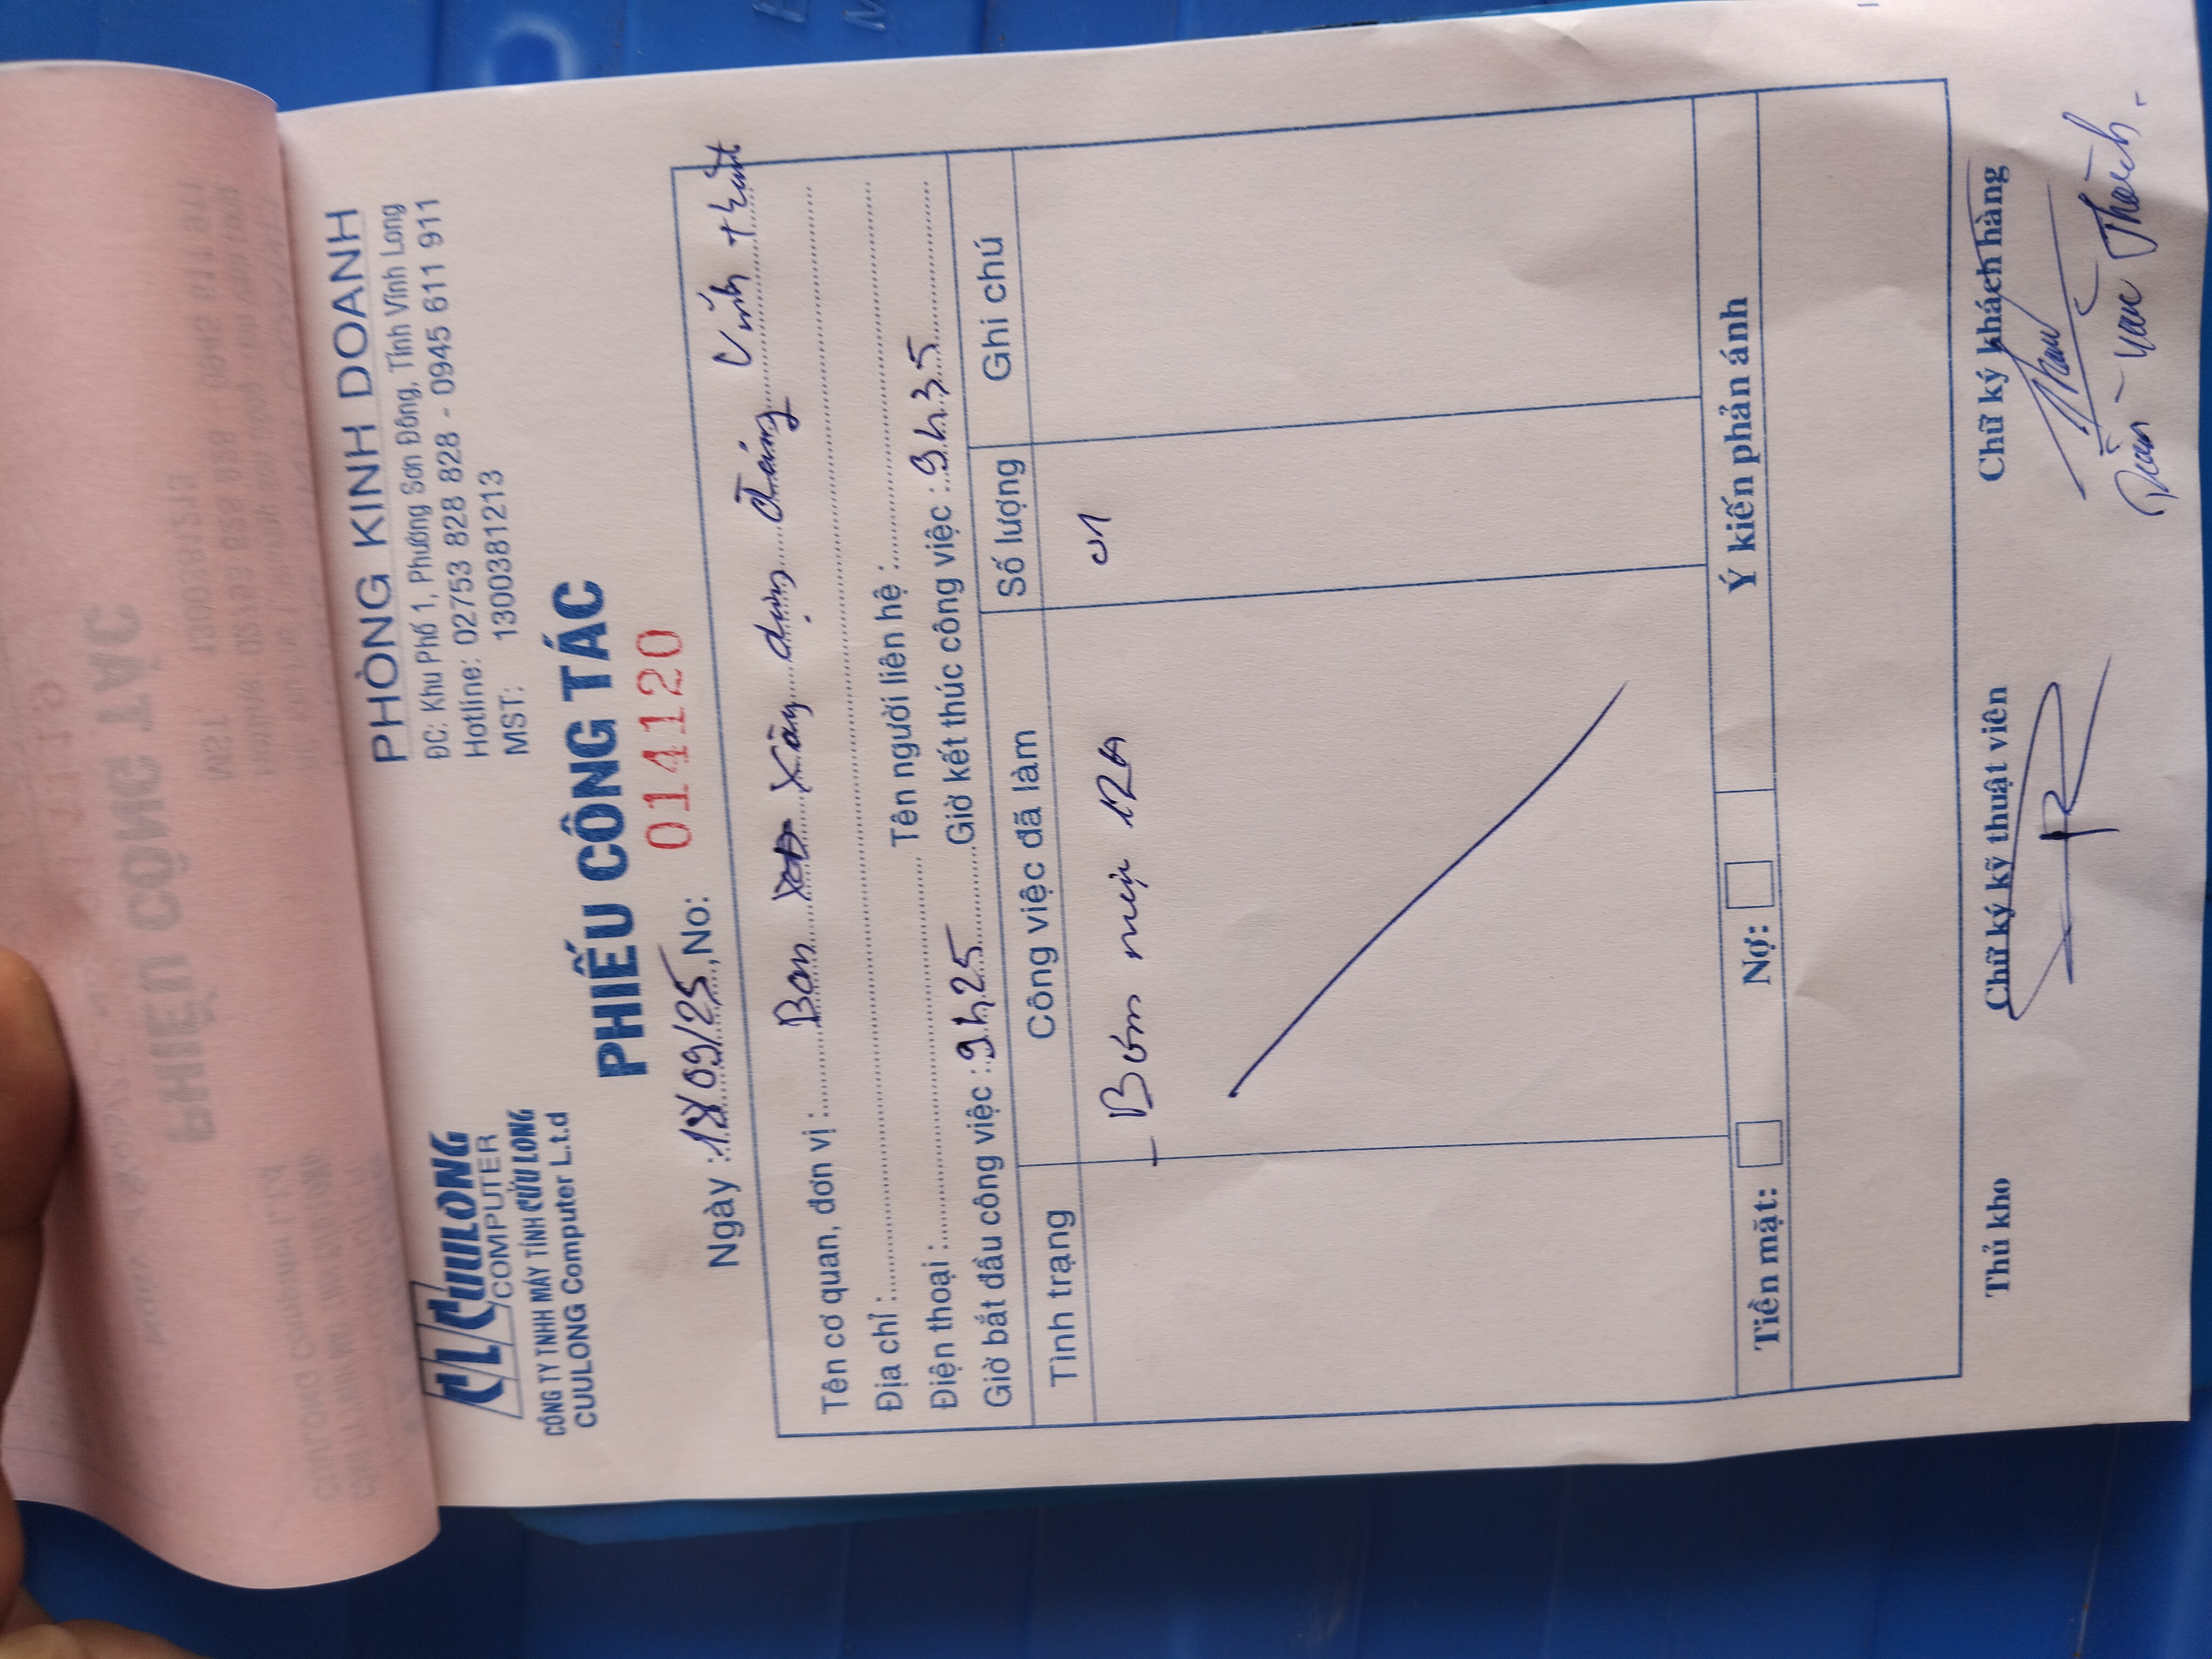 CLC CUULONG
COMPUTER
CÔNG TY TNHH MÁY TÍNH CỬU LONG
CUULONG Computer L.t.d
PHÒNG KINH DOANH
ĐC: Khu Phố 1, Phường Sơn Đông, Tỉnh Vĩnh Long
Hotline: 02753 828 828 - 0945 611 911
MST: 1300381213
PHIẾU CÔNG TÁC
Ngày : 18/09/25, No: 014120
Tên cơ quan, đơn vị : Ban Xây dựng Đảng Tỉnh
Địa chỉ :
Điện thoại : Tên người liên hệ :
Giờ bắt đầu công việc : 9h25 Giờ kết thúc công việc : 9h35
Tình trạng Công việc đã làm Số lượng Ghi chú
- Bơm mực 12A 01
Tiền mặt: Nợ: Ý kiến phản ánh
Thủ kho Chữ ký kỹ thuật viên Chữ ký khách hàng